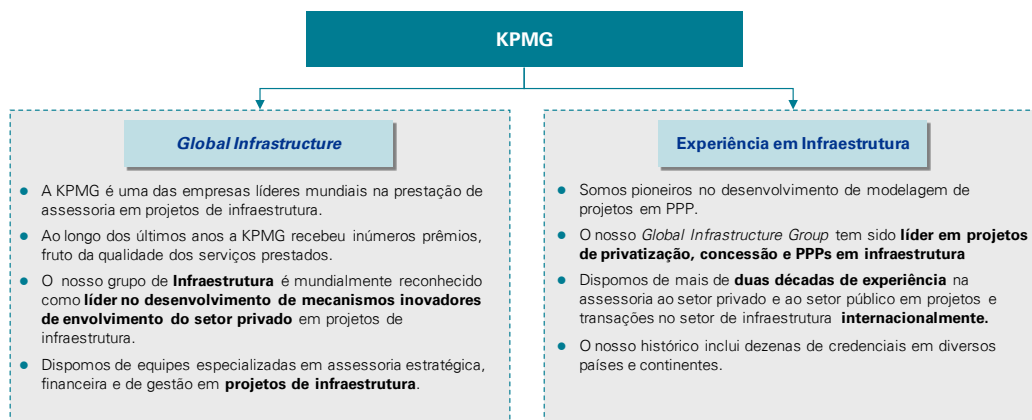 KPMG
Global Infrastructure
● A KPMG é uma das empresas líderes mundiais na prestação de
assessoria em projetos de infraestrutura.
● Ao longo dos últimos anos a KPMG recebeu inúmeros prêmios,
fruto da qualidade dos serviços prestados.
● O nosso grupo de Infraestrutura é mundialmente reconhecido
como líder no desenvolvimento de mecanismos inovadores
de envolvimento do setor privado em projetos de
infraestrutura.
● Dispomos de equipes especializadas em assessoria estratégica,
financeira e de gestão em projetos de infraestrutura.
Experiência em Infraestrutura
● Somos pioneiros no desenvolvimento de modelagem de
projetos em PPP.
● O nosso Global Infrastructure Group tem sido líder em projetos
de privatização, concessão e PPPs em infraestrutura
● Dispomos de mais de duas décadas de experiência na
assessoria ao setor privado e ao setor público em projetos e
transações no setor de infraestrutura internacionalmente.
● O nosso histórico inclui dezenas de credenciais em diversos
países e continentes.